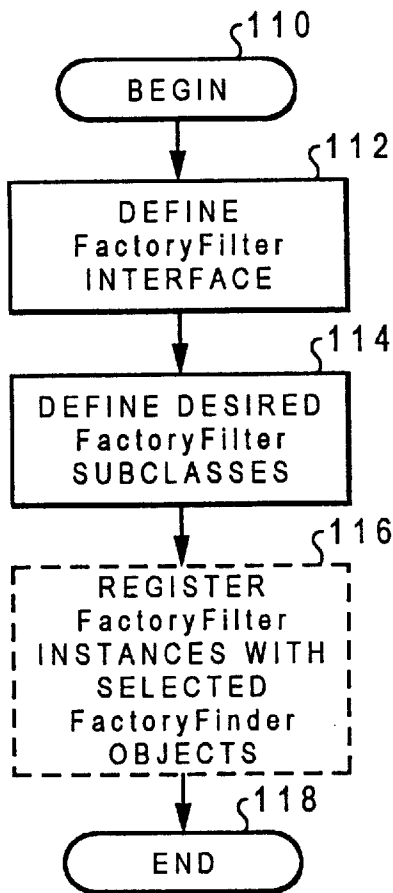 110
BEGIN
112
DEFINE
FactoryFilter
INTERFACE
114
DEFINE DESIRED
FactoryFilter
SUBCLASSES
116
REGISTER
FactoryFilter
INSTANCES WITH
SELECTED
FactoryFinder
OBJECTS
118
END